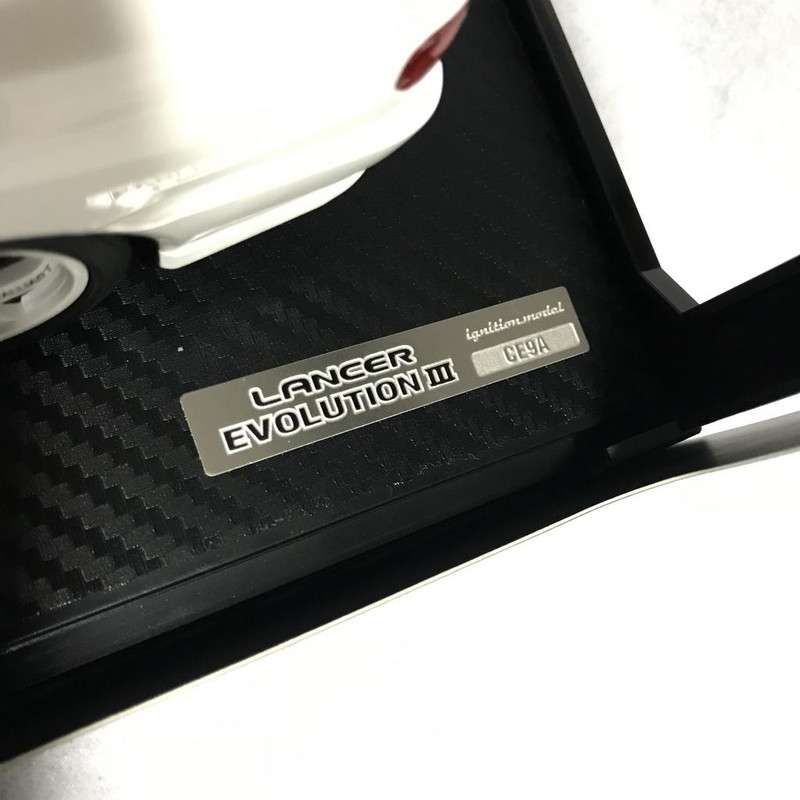 LANCER
EVOLUTION III
ignition model
CE9A